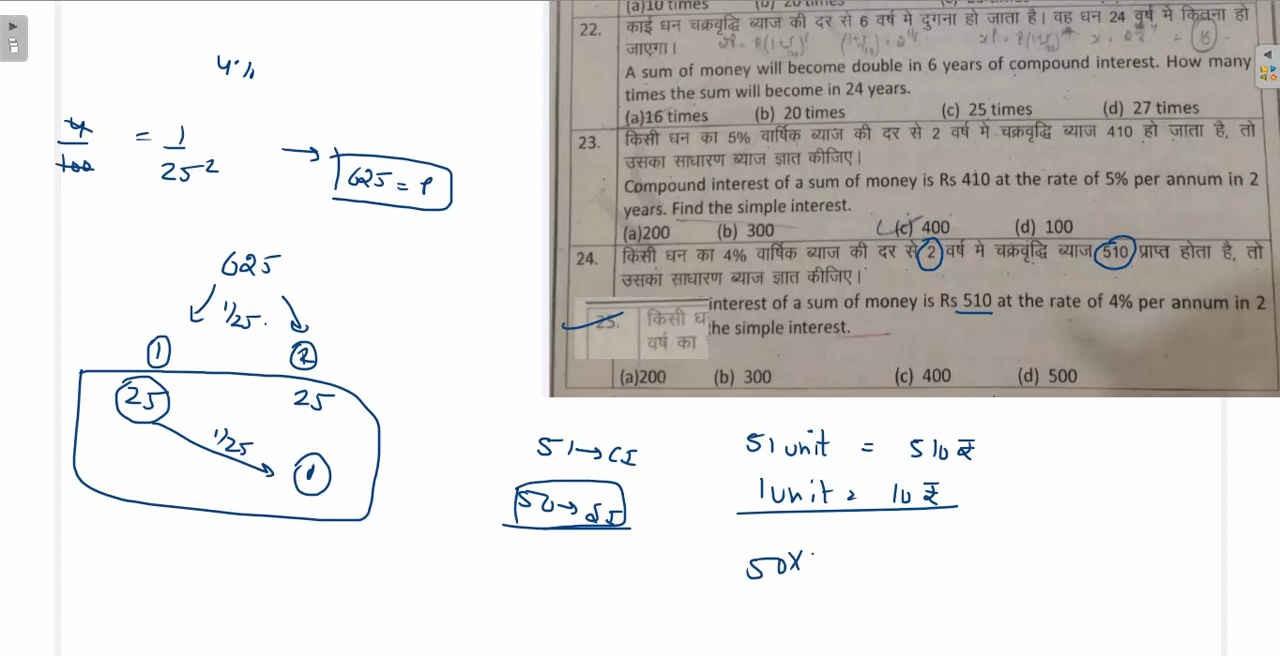 (a)10 times
22. काई धन चक्रवृद्धि ब्याज की दर से 6 वर्ष मे दुगना हो जाता है। वह धन 24 वर्ष मे कितना हो
जाएगा।
A sum of money will become double in 6 years of compound interest. How many
times the sum will become in 24 years.
(a)16 times (b) 20 times (c) 25 times (d) 27 times
23. किसी धन का 5% वार्षिक ब्याज की दर से 2 वर्ष मे चक्रवृद्धि ब्याज 410 हो जाता है, तो
उसका साधारण ब्याज ज्ञात कीजिए।
Compound interest of a sum of money is Rs 410 at the rate of 5% per annum in 2
years. Find the simple interest.
(a)200 (b) 300 (c) 400 (d) 100
24. किसी धन का 4% वार्षिक ब्याज की दर से 2 वर्ष मे चक्रवृद्धि ब्याज 510 प्राप्त होता है, तो
उसका साधारण ब्याज ज्ञात कीजिए।
interest of a sum of money is Rs 510 at the rate of 4% per annum in 2
25. किसी ध he simple interest.
वर्ष का
(a)200 (b) 300 (c) 400 (d) 500
4%
4/100 = 1/25 2 → 625 = P
625
1/25.
1 2
25 25
1/25
1
51→CI
50→SI
51 unit = 510₹
1 unit = 10₹
50x